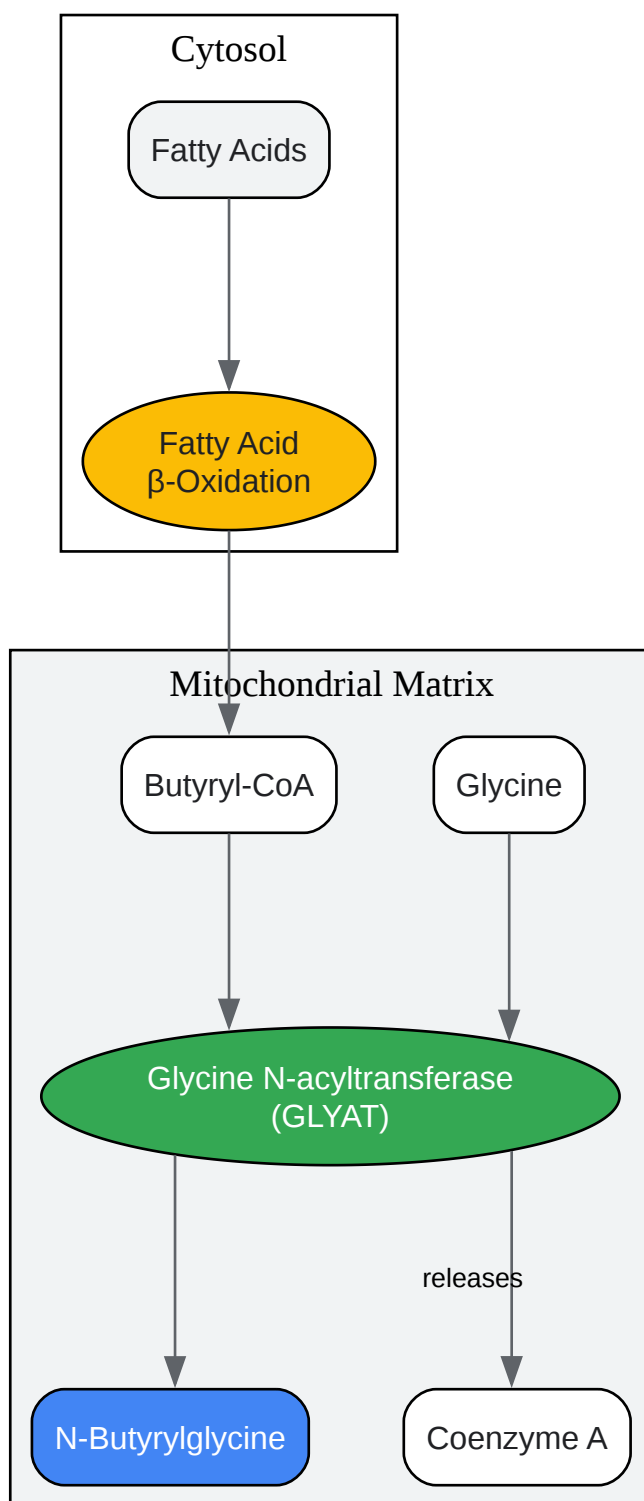 Cytosol
Fatty Acids
Fatty Acid
β-Oxidation
Mitochondrial Matrix
Butyryl-CoA
Glycine
Glycine N-acyltransferase
(GLYAT)
releases
N-Butyrylglycine
Coenzyme A